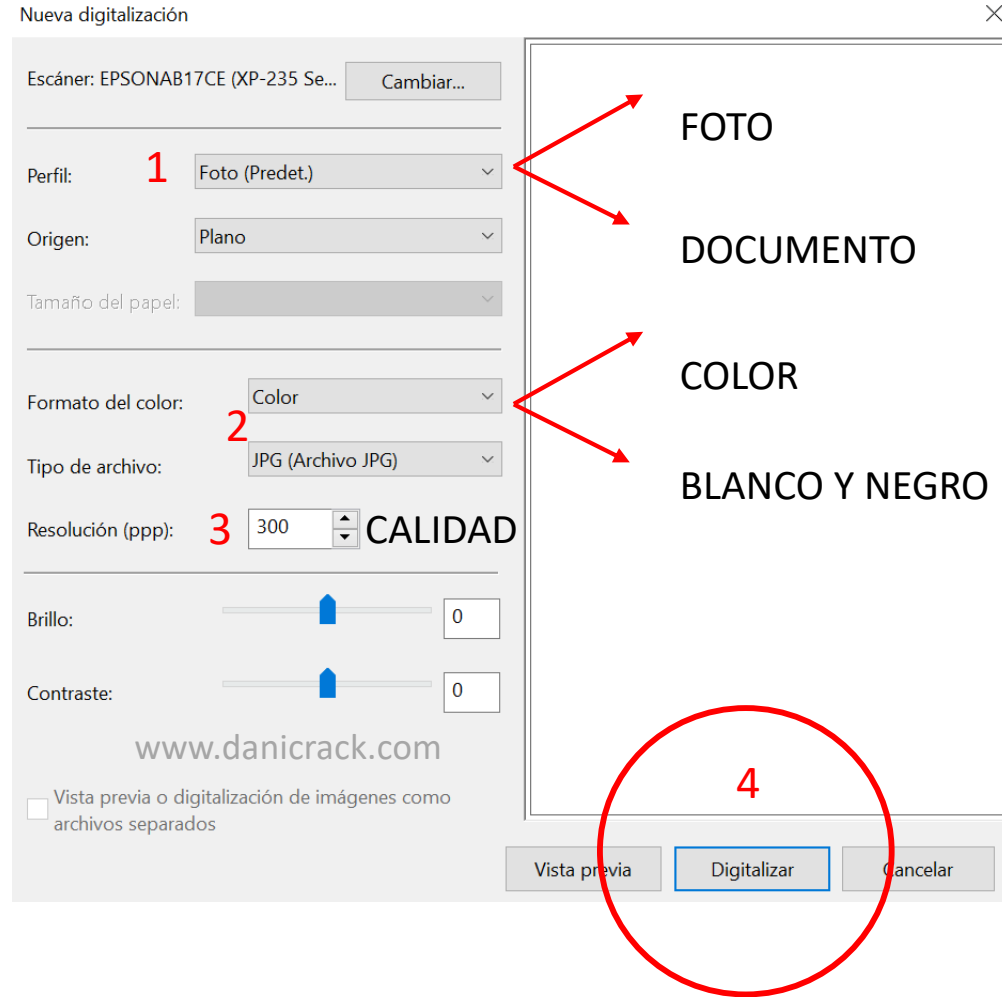 Nueva digitalización
Escáner: EPSONAB17CE (XP-235 Se...
Cambiar...
Perfil:
1
Foto (Predet.)
FOTO
DOCUMENTO
Origen:
Plano
Tamaño del papel:
Formato del color:
Color
COLOR
BLANCO Y NEGRO
2
Tipo de archivo:
JPG (Archivo JPG)
Resolución (ppp):
3
300
CALIDAD
Brillo:
0
Contraste:
0
www.danicrack.com
Vista previa o digitalización de imágenes como
archivos separados
4
Vista previa
Digitalizar
Cancelar